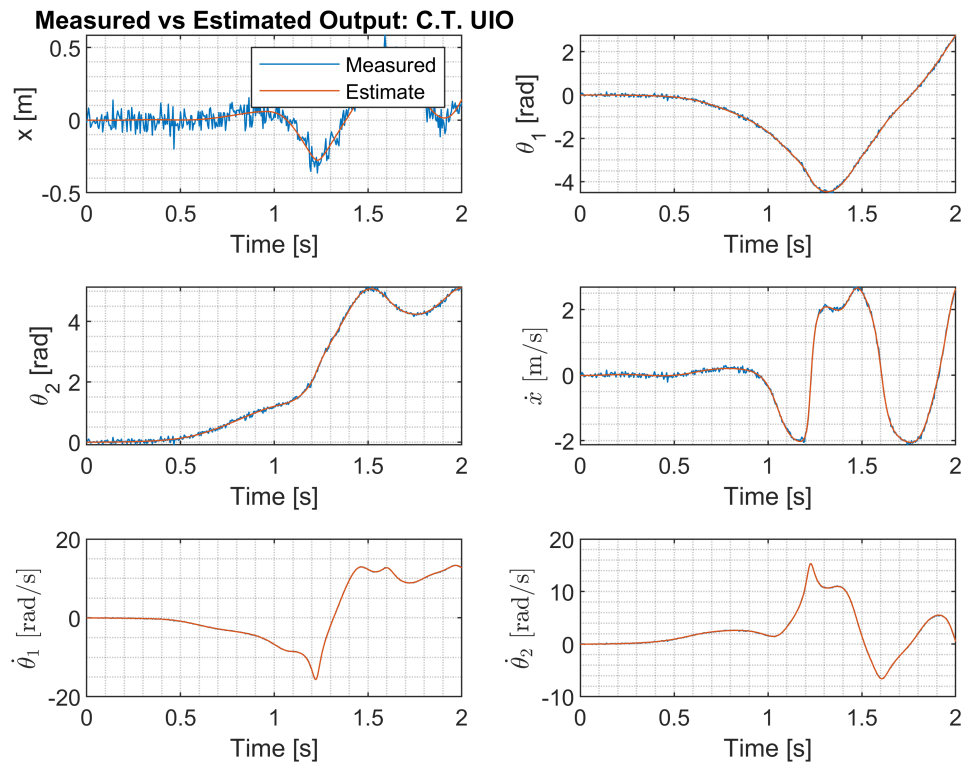 Measured vs Estimated Output: C.T. UIO
0.5
0
-0.5
x [m]
Measured
Estimate
0 0.5 1 1.5 2
Time [s]
2
0
-2
-4
θ1 [rad]
0 0.5 1 1.5 2
Time [s]
4
2
0
θ2 [rad]
0 0.5 1 1.5 2
Time [s]
2
0
-2
ẋ [m/s]
0 0.5 1 1.5 2
Time [s]
20
0
-20
θ̇1 [rad/s]
0 0.5 1 1.5 2
Time [s]
20
10
0
-10
θ̇2 [rad/s]
0 0.5 1 1.5 2
Time [s]